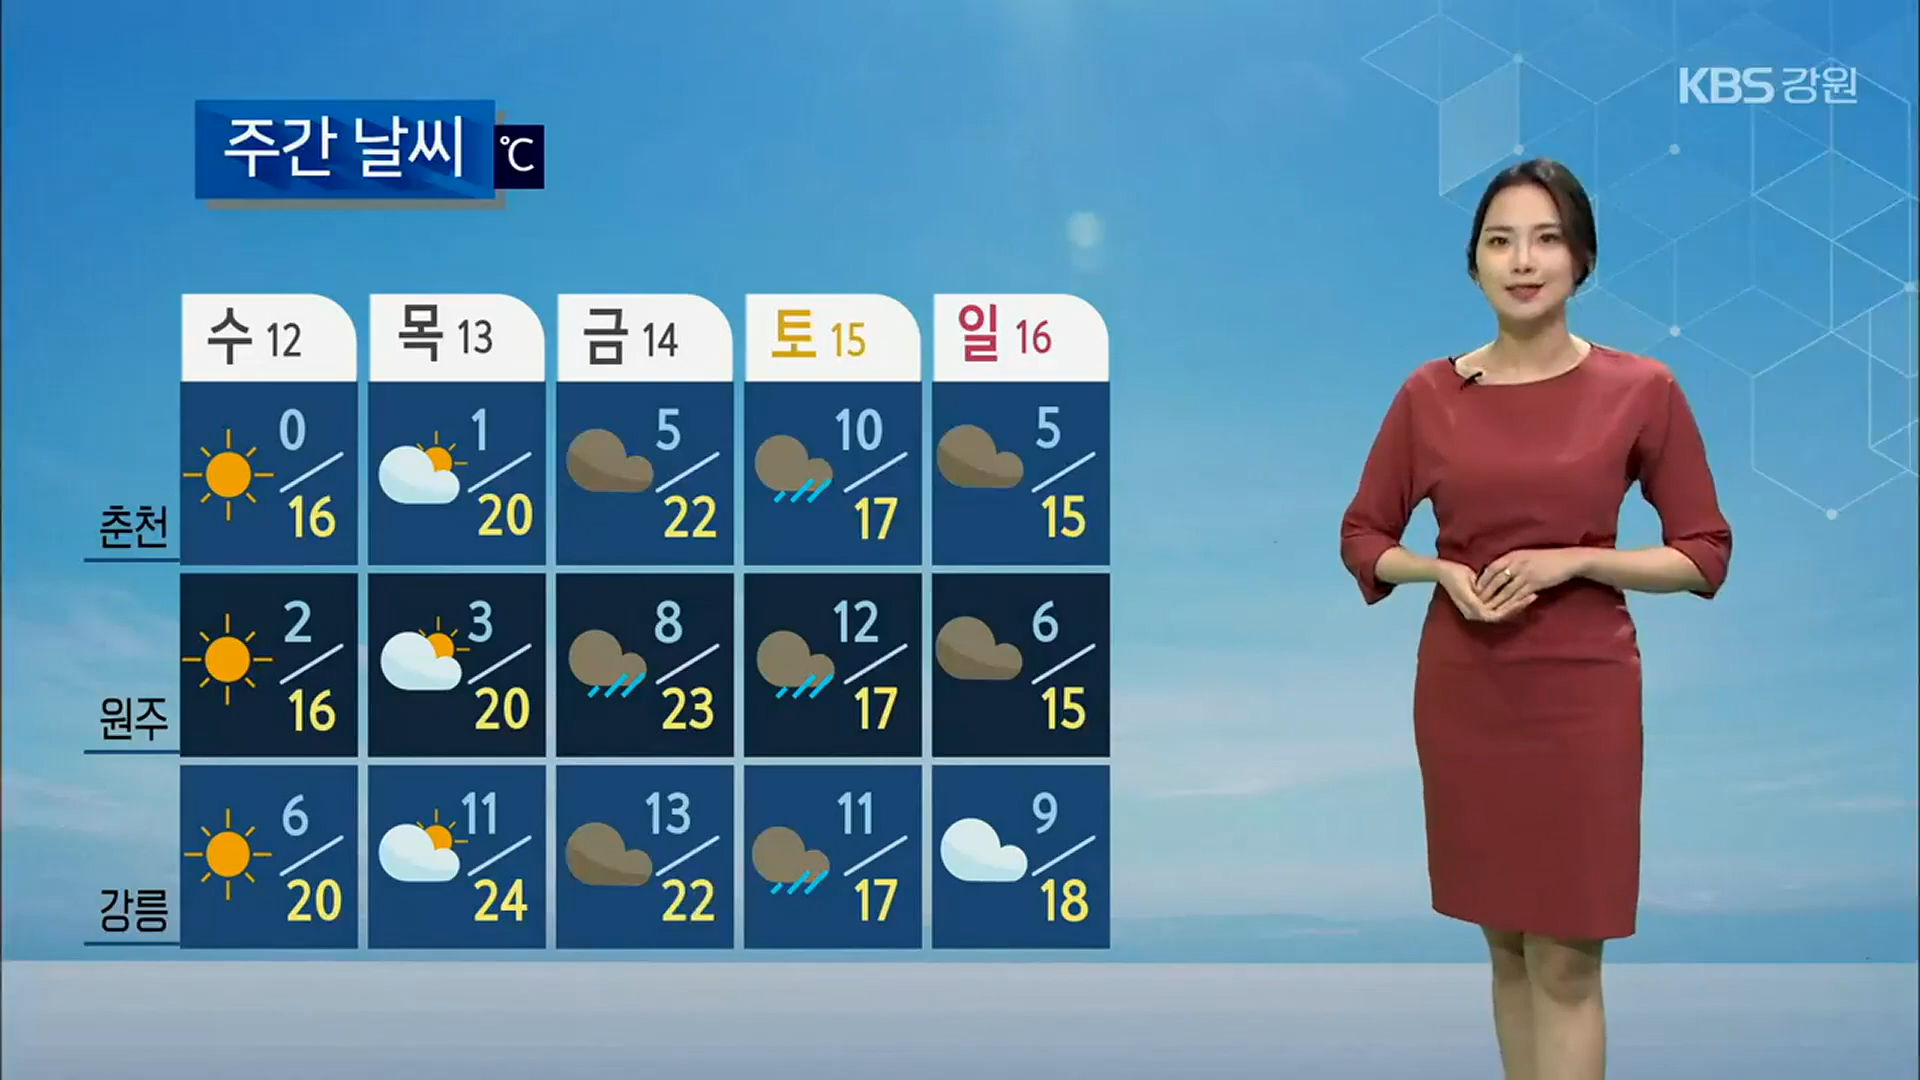 KBS 강원
주간 날씨 ℃
수 12 목 13 금 14 토 15 일 16
춘천 0/16 1/20 5/22 10/17 5/15
원주 2/16 3/20 8/23 12/17 6/15
강릉 6/20 11/24 13/22 11/17 9/18